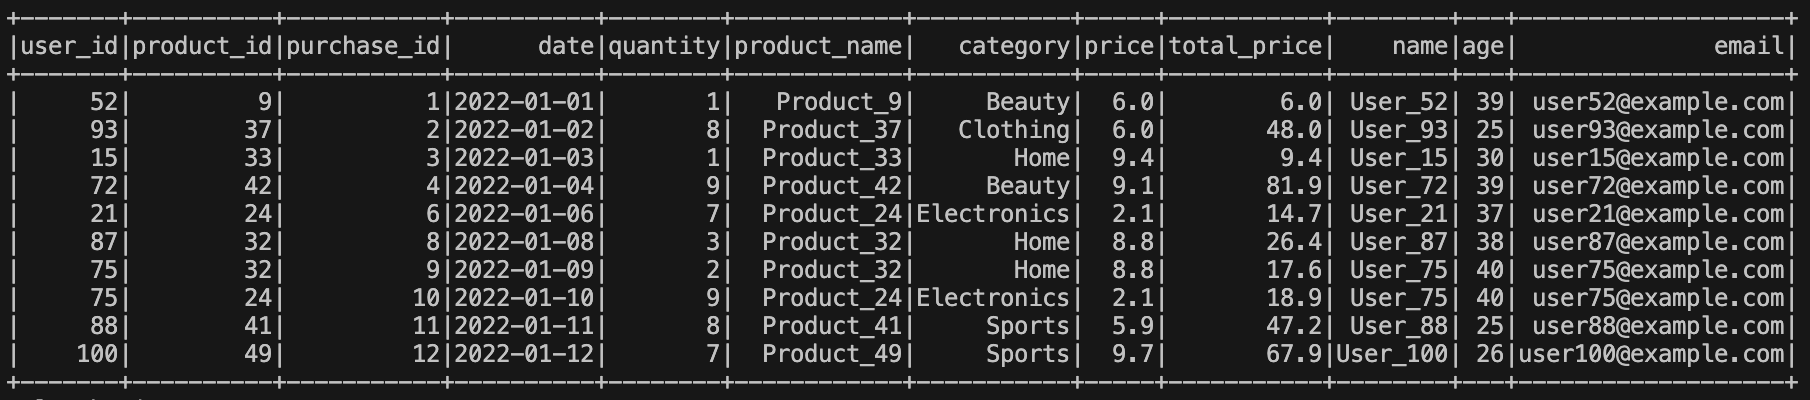 +-------+----------+-----------+----------+--------+------------+-----------+-----+-----------+--------+---+-------------------+
|user_id|product_id|purchase_id|      date|quantity|product_name|   category|price|total_price|    name|age|              email|
+-------+----------+-----------+----------+--------+------------+-----------+-----+-----------+--------+---+-------------------+
|     52|         9|          1|2022-01-01|       1|   Product_9|     Beauty|  6.0|        6.0| User_52| 39| user52@example.com|
|     93|        37|          2|2022-01-02|       8|  Product_37|   Clothing|  6.0|       48.0| User_93| 25| user93@example.com|
|     15|        33|          3|2022-01-03|       1|  Product_33|       Home|  9.4|        9.4| User_15| 30| user15@example.com|
|     72|        42|          4|2022-01-04|       9|  Product_42|     Beauty|  9.1|       81.9| User_72| 39| user72@example.com|
|     21|        24|          6|2022-01-06|       7|  Product_24|Electronics|  2.1|       14.7| User_21| 37| user21@example.com|
|     87|        32|          8|2022-01-08|       3|  Product_32|       Home|  8.8|       26.4| User_87| 38| user87@example.com|
|     75|        32|          9|2022-01-09|       2|  Product_32|       Home|  8.8|       17.6| User_75| 40| user75@example.com|
|     75|        24|         10|2022-01-10|       9|  Product_24|Electronics|  2.1|       18.9| User_75| 40| user75@example.com|
|     88|        41|         11|2022-01-11|       8|  Product_41|     Sports|  5.9|       47.2| User_88| 25| user88@example.com|
|    100|        49|         12|2022-01-12|       7|  Product_49|     Sports|  9.7|       67.9|User_100| 26|user100@example.com|
+-------+----------+-----------+----------+--------+------------+-----------+-----+-----------+--------+---+-------------------+